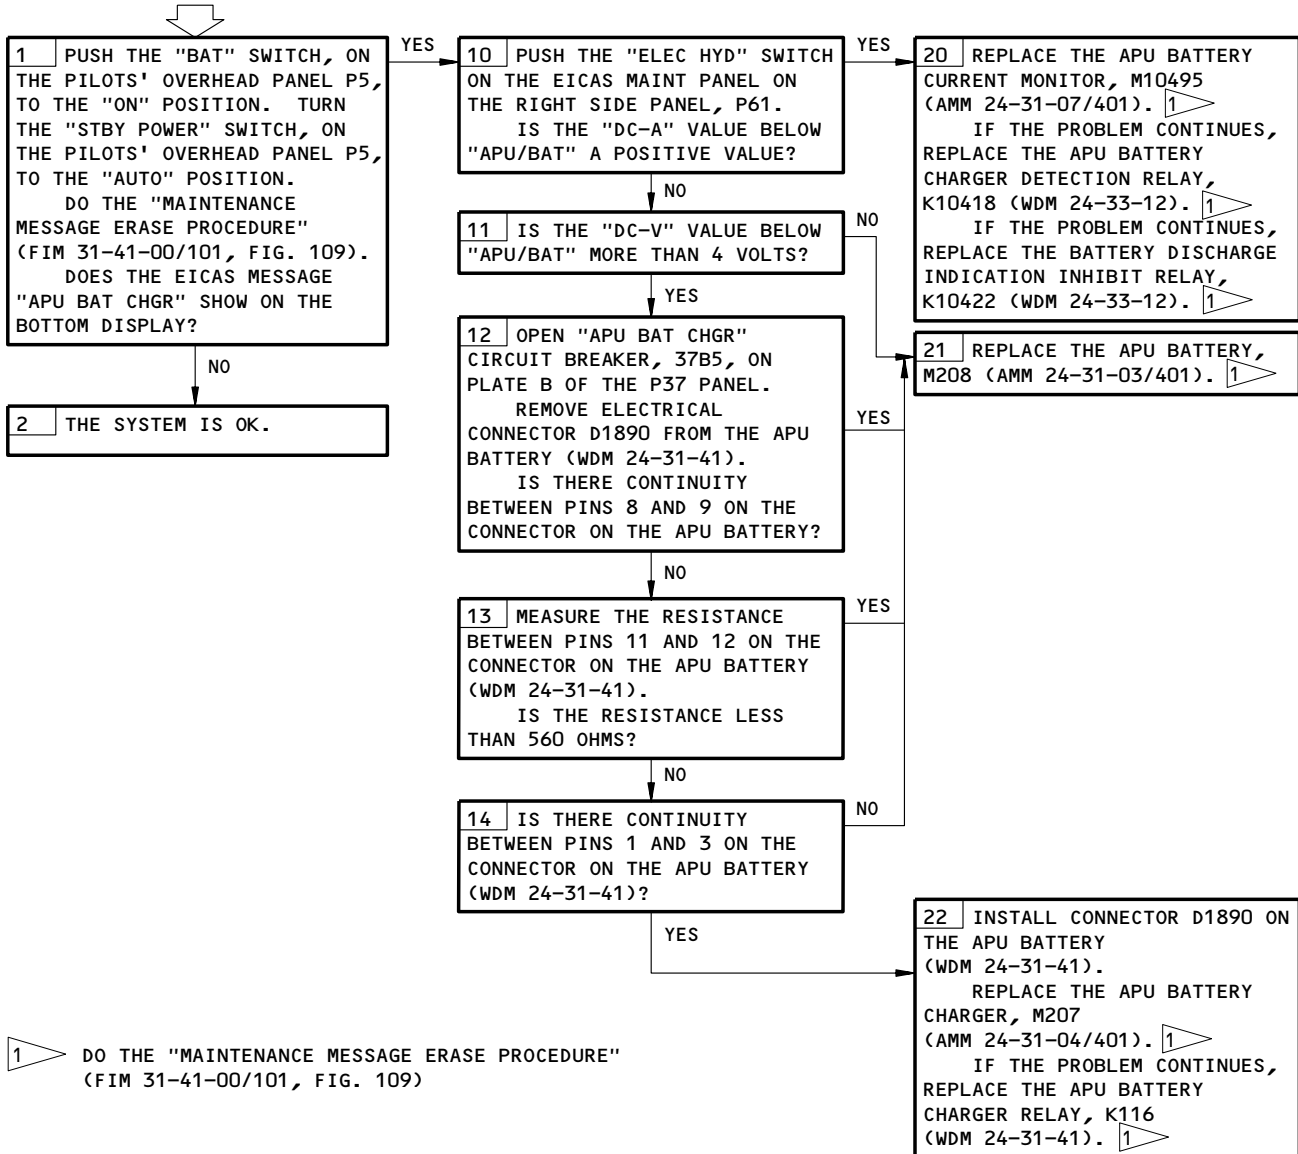 1 PUSH THE "BAT" SWITCH, ON
THE PILOTS' OVERHEAD PANEL P5,
TO THE "ON" POSITION. TURN
THE "STBY POWER" SWITCH, ON
THE PILOTS' OVERHEAD PANEL P5,
TO THE "AUTO" POSITION.
DO THE "MAINTENANCE
MESSAGE ERASE PROCEDURE"
(FIM 31-41-00/101, FIG. 109).
DOES THE EICAS MESSAGE
"APU BAT CHGR" SHOW ON THE
BOTTOM DISPLAY?
YES
NO
2 THE SYSTEM IS OK.
10 PUSH THE "ELEC HYD" SWITCH
ON THE EICAS MAINT PANEL ON
THE RIGHT SIDE PANEL, P61.
IS THE "DC-A" VALUE BELOW
"APU/BAT" A POSITIVE VALUE?
YES
NO
11 IS THE "DC-V" VALUE BELOW
"APU/BAT" MORE THAN 4 VOLTS?
NO
YES
12 OPEN "APU BAT CHGR"
CIRCUIT BREAKER, 37B5, ON
PLATE B OF THE P37 PANEL.
REMOVE ELECTRICAL
CONNECTOR D1890 FROM THE APU
BATTERY (WDM 24-31-41).
IS THERE CONTINUITY
BETWEEN PINS 8 AND 9 ON THE
CONNECTOR ON THE APU BATTERY?
YES
NO
13 MEASURE THE RESISTANCE
BETWEEN PINS 11 AND 12 ON THE
CONNECTOR ON THE APU BATTERY
(WDM 24-31-41).
IS THE RESISTANCE LESS
THAN 560 OHMS?
YES
NO
14 IS THERE CONTINUITY
BETWEEN PINS 1 AND 3 ON THE
CONNECTOR ON THE APU BATTERY
(WDM 24-31-41)?
NO
YES
20 REPLACE THE APU BATTERY
CURRENT MONITOR, M10495
(AMM 24-31-07/401). 1
IF THE PROBLEM CONTINUES,
REPLACE THE APU BATTERY
CHARGER DETECTION RELAY,
K10418 (WDM 24-33-12). 1
IF THE PROBLEM CONTINUES,
REPLACE THE BATTERY DISCHARGE
INDICATION INHIBIT RELAY,
K10422 (WDM 24-33-12). 1
21 REPLACE THE APU BATTERY,
M208 (AMM 24-31-03/401). 1
22 INSTALL CONNECTOR D1890 ON
THE APU BATTERY
(WDM 24-31-41).
REPLACE THE APU BATTERY
CHARGER, M207
(AMM 24-31-04/401). 1
IF THE PROBLEM CONTINUES,
REPLACE THE APU BATTERY
CHARGER RELAY, K116
(WDM 24-31-41). 1
1 DO THE "MAINTENANCE MESSAGE ERASE PROCEDURE"
(FIM 31-41-00/101, FIG. 109)